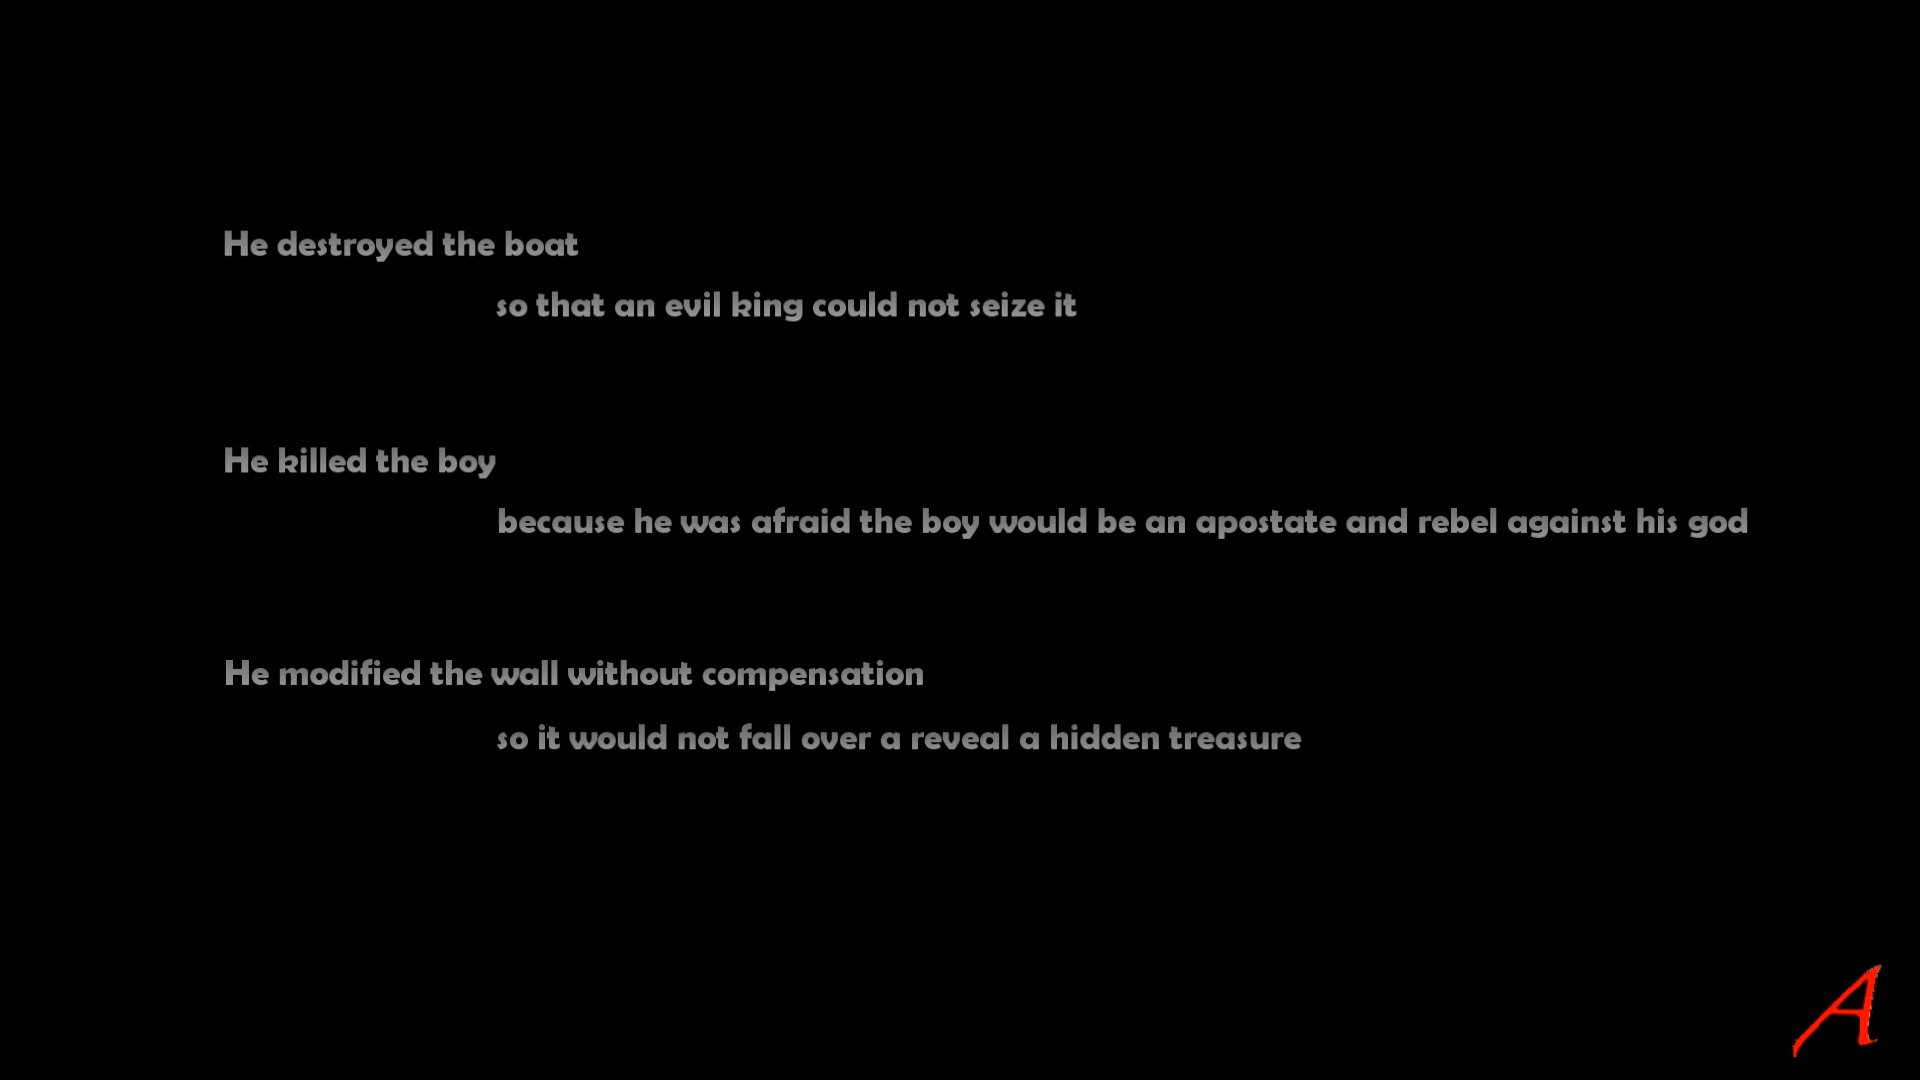 He destroyed the boat
so that an evil king could not seize it
He killed the boy
because he was afraid the boy would be an apostate and rebel against his god
He modified the wall without compensation
so it would not fall over a reveal a hidden treasure
A